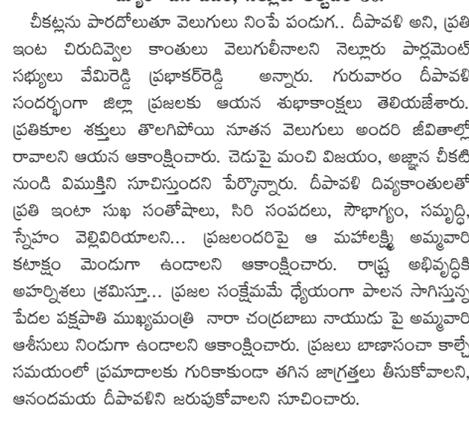 చీకట్లను పారదోలుతూ వెలుగులు నింపే పండుగ.. దీపావళి అని, ప్రతి
ఇంట చిరుదివ్వెల కాంతులు వెలుగులీనాలని నెల్లూరు పార్లమెంట్
సభ్యులు వేమిరెడ్డి ప్రభాకర్‌రెడ్డి అన్నారు. గురువారం దీపావళి
సందర్భంగా జిల్లా ప్రజలకు ఆయన శుభాకాంక్షలు తెలియజేశారు.
ప్రతికూల శక్తులు తొలగిపోయి నూతన వెలుగులు అందరి జీవితాల్లో
రావాలని ఆయన ఆకాంక్షించారు. చెడుపై మంచి విజయం, అజ్ఞాన చీకటి
నుండి విముక్తిని సూచిస్తుందని పేర్కొన్నారు. దీపావళి దివ్యకాంతులతో
ప్రతి ఇంటా సుఖ సంతోషాలు, సిరి సంపదలు, సౌభాగ్యం, సమృద్ధి,
స్నేహం వెల్లివిరియాలని... ప్రజలందరిపై ఆ మహాలక్ష్మి అమ్మవారి
కటాక్షం మెండుగా ఉండాలని ఆకాంక్షించారు. రాష్ట్ర అభివృద్ధికి
అహర్నిశలు శ్రమిస్తూ... ప్రజల సంక్షేమమే ధ్యేయంగా పాలన సాగిస్తున్న
పేదల పక్షపాతి ముఖ్యమంత్రి నారా చంద్రబాబు నాయుడు పై అమ్మవారి
ఆశీసులు నిండుగా ఉండాలని ఆకాంక్షించారు. ప్రజలు బాణాసంచా కాల్చే
సమయంలో ప్రమాదాలకు గురికాకుండా తగిన జాగ్రత్తలు తీసుకోవాలని,
ఆనందమయ దీపావళిని జరుపుకోవాలని సూచించారు.